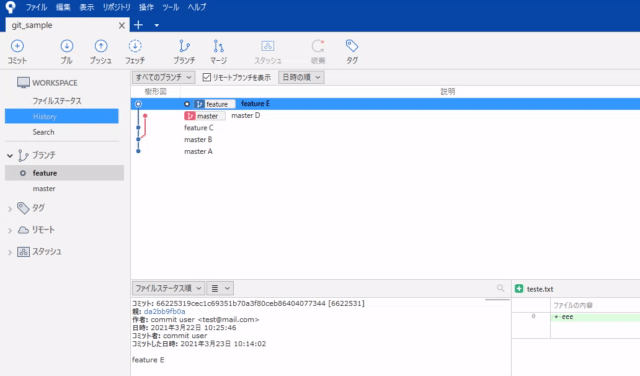 ファイル 編集 表示 リポジトリ 操作 ツール ヘルプ
git_sample
コミット プル プッシュ フェッチ ブランチ マージ スタッシュ 破棄 タグ
WORKSPACE
ファイルステータス
History
Search
ブランチ
feature
master
タグ
リモート
スタッシュ
すべてのブランチ リモートブランチを表示 日時の順
樹形図 説明
feature feature E
master master D
feature C
master B
master A
ファイルステータス順
コミット: 66225319cec1c69351b70a3f80ceb86404077344 [6622531]
親: da2bb9fb0a
作者: commit user <test@mail.com>
日時: 2021年3月22日 10:25:46
コミット者: commit user
コミットした日時: 2021年3月23日 10:14:02
feature E
teste.txt
ファイルの内容
0 + eee